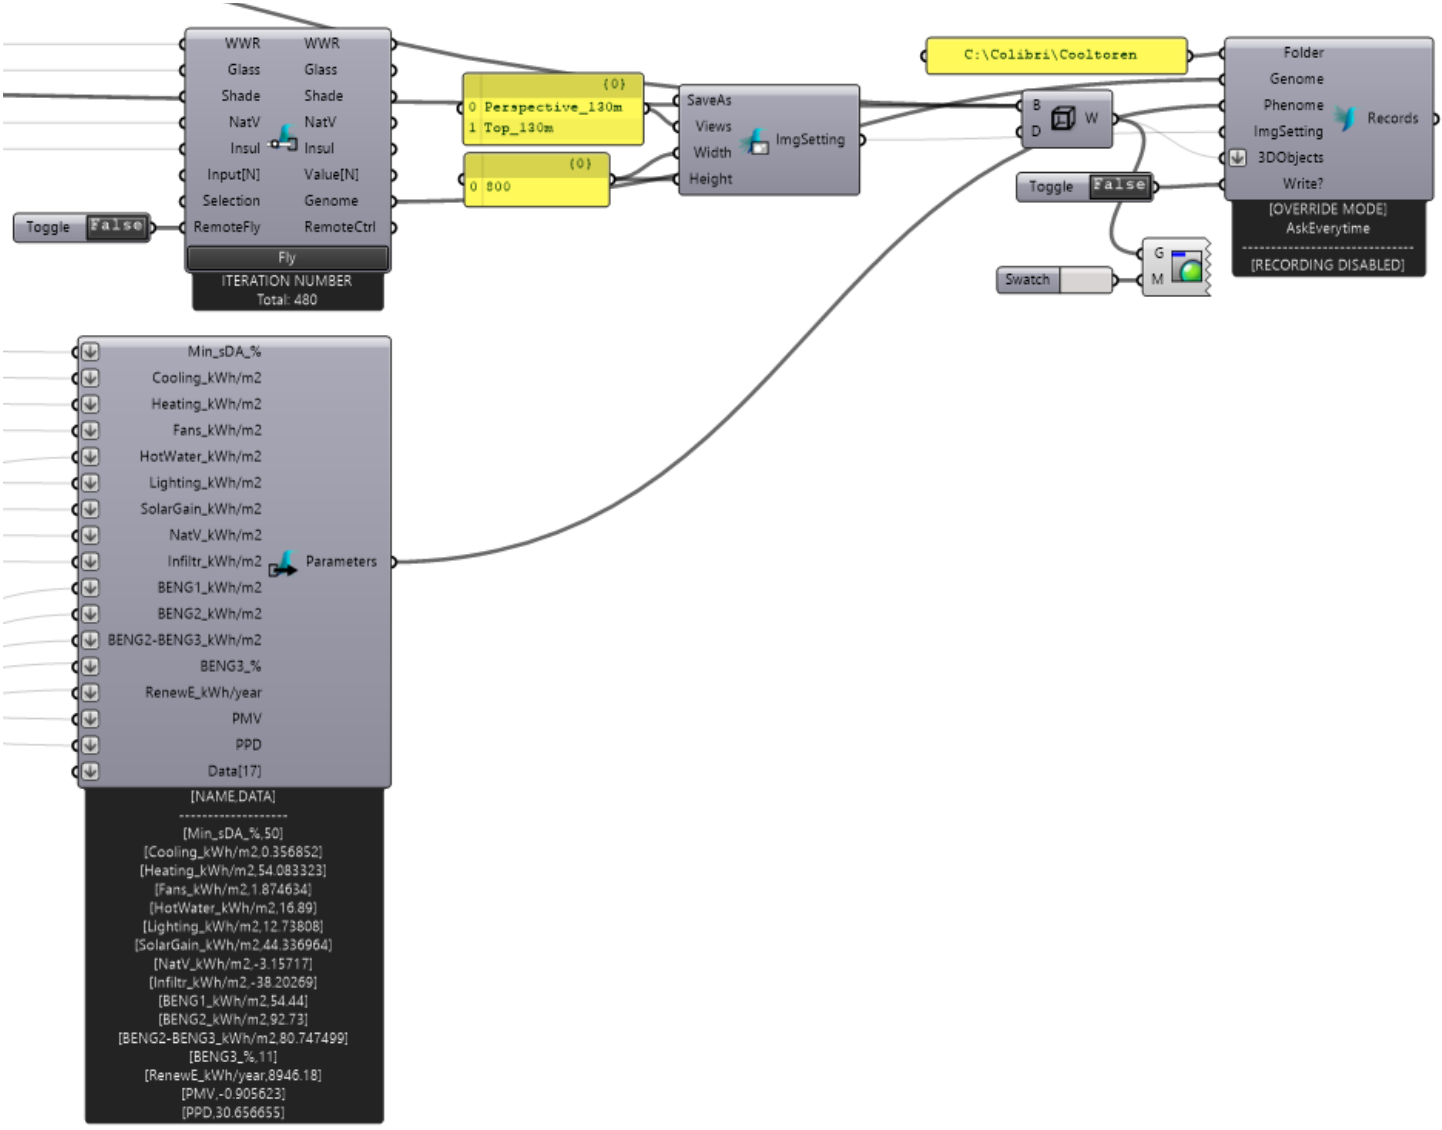 WWR WWR
Glass Glass
Shade Shade
NatV NatV
Insul Insul
Input[N] Value[N]
Selection Genome
RemoteFly RemoteCtrl
Toggle False
Fly
ITERATION NUMBER
Total: 480
{0}
0 Perspective_130m
1 Top_130m
{0}
0 800
SaveAs
Views
Width
Height
ImgSetting
C:\Colibri\Cooltoren
B
D
W
Toggle False
Swatch
G
M
Folder
Genome
Phenome
ImgSetting
3DObjects
Write?
Records
[OVERRIDE MODE]
AskEverytime
-----------------------------
[RECORDING DISABLED]
Min_sDA_%
Cooling_kWh/m2
Heating_kWh/m2
Fans_kWh/m2
HotWater_kWh/m2
Lighting_kWh/m2
SolarGain_kWh/m2
NatV_kWh/m2
Infiltr_kWh/m2
BENG1_kWh/m2
BENG2_kWh/m2
BENG2-BENG3_kWh/m2
BENG3_%
RenewE_kWh/year
PMV
PPD
Data[17]
Parameters
[NAME,DATA]
-------------------
[Min_sDA_%,50]
[Cooling_kWh/m2,0.356852]
[Heating_kWh/m2,54.083323]
[Fans_kWh/m2,1.874634]
[HotWater_kWh/m2,16.89]
[Lighting_kWh/m2,12.73808]
[SolarGain_kWh/m2,44.336964]
[NatV_kWh/m2,-3.15717]
[Infiltr_kWh/m2,-38.20269]
[BENG1_kWh/m2,54.44]
[BENG2_kWh/m2,92.73]
[BENG2-BENG3_kWh/m2,80.747499]
[BENG3_%,11]
[RenewE_kWh/year,8946.18]
[PMV,-0.905623]
[PPD,30.656655]